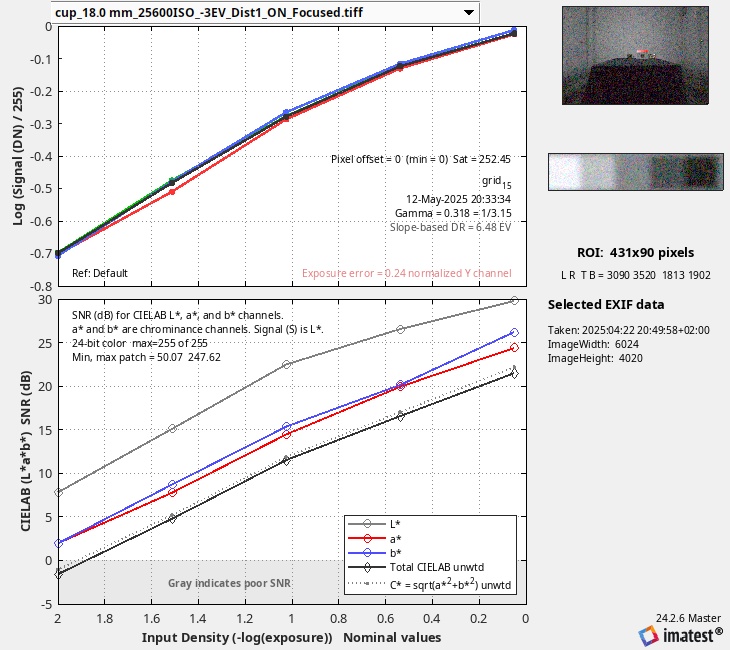 cup_18.0 mm_25600ISO_-3EV_Dist1_ON_Focused.tiff
0
-0.1
-0.2
-0.3
-0.4
-0.5
-0.6
-0.7
-0.8
Log (Signal (DN) / 255)
Pixel offset = 0 (min = 0) Sat = 252.45
grid15
12-May-2025 20:33:34
Gamma = 0.318 = 1/3.15
Slope-based DR = 6.48 EV
Ref: Default
Exposure error = 0.24 normalized Y channel
30
25
20
15
10
5
0
-5
CIELAB (L*a*b*) SNR (dB)
SNR (dB) for CIELAB L*, a*, and b* channels.
a* and b* are chrominance channels. Signal (S) is L*.
24-bit color max=255 of 255
Min, max patch = 50.07 247.62
L*
a*
b*
Total CIELAB unwtd
C* = sqrt(a*2+b*2) unwtd
Gray indicates poor SNR
2 1.8 1.6 1.4 1.2 1 0.8 0.6 0.4 0.2 0
Input Density (-log(exposure)) Nominal values
ROI: 431x90 pixels
L R T B = 3090 3520 1813 1902
Selected EXIF data
Taken: 2025:04:22 20:49:58+02:00
ImageWidth: 6024
ImageHeight: 4020
24.2.6 Master
imatest®